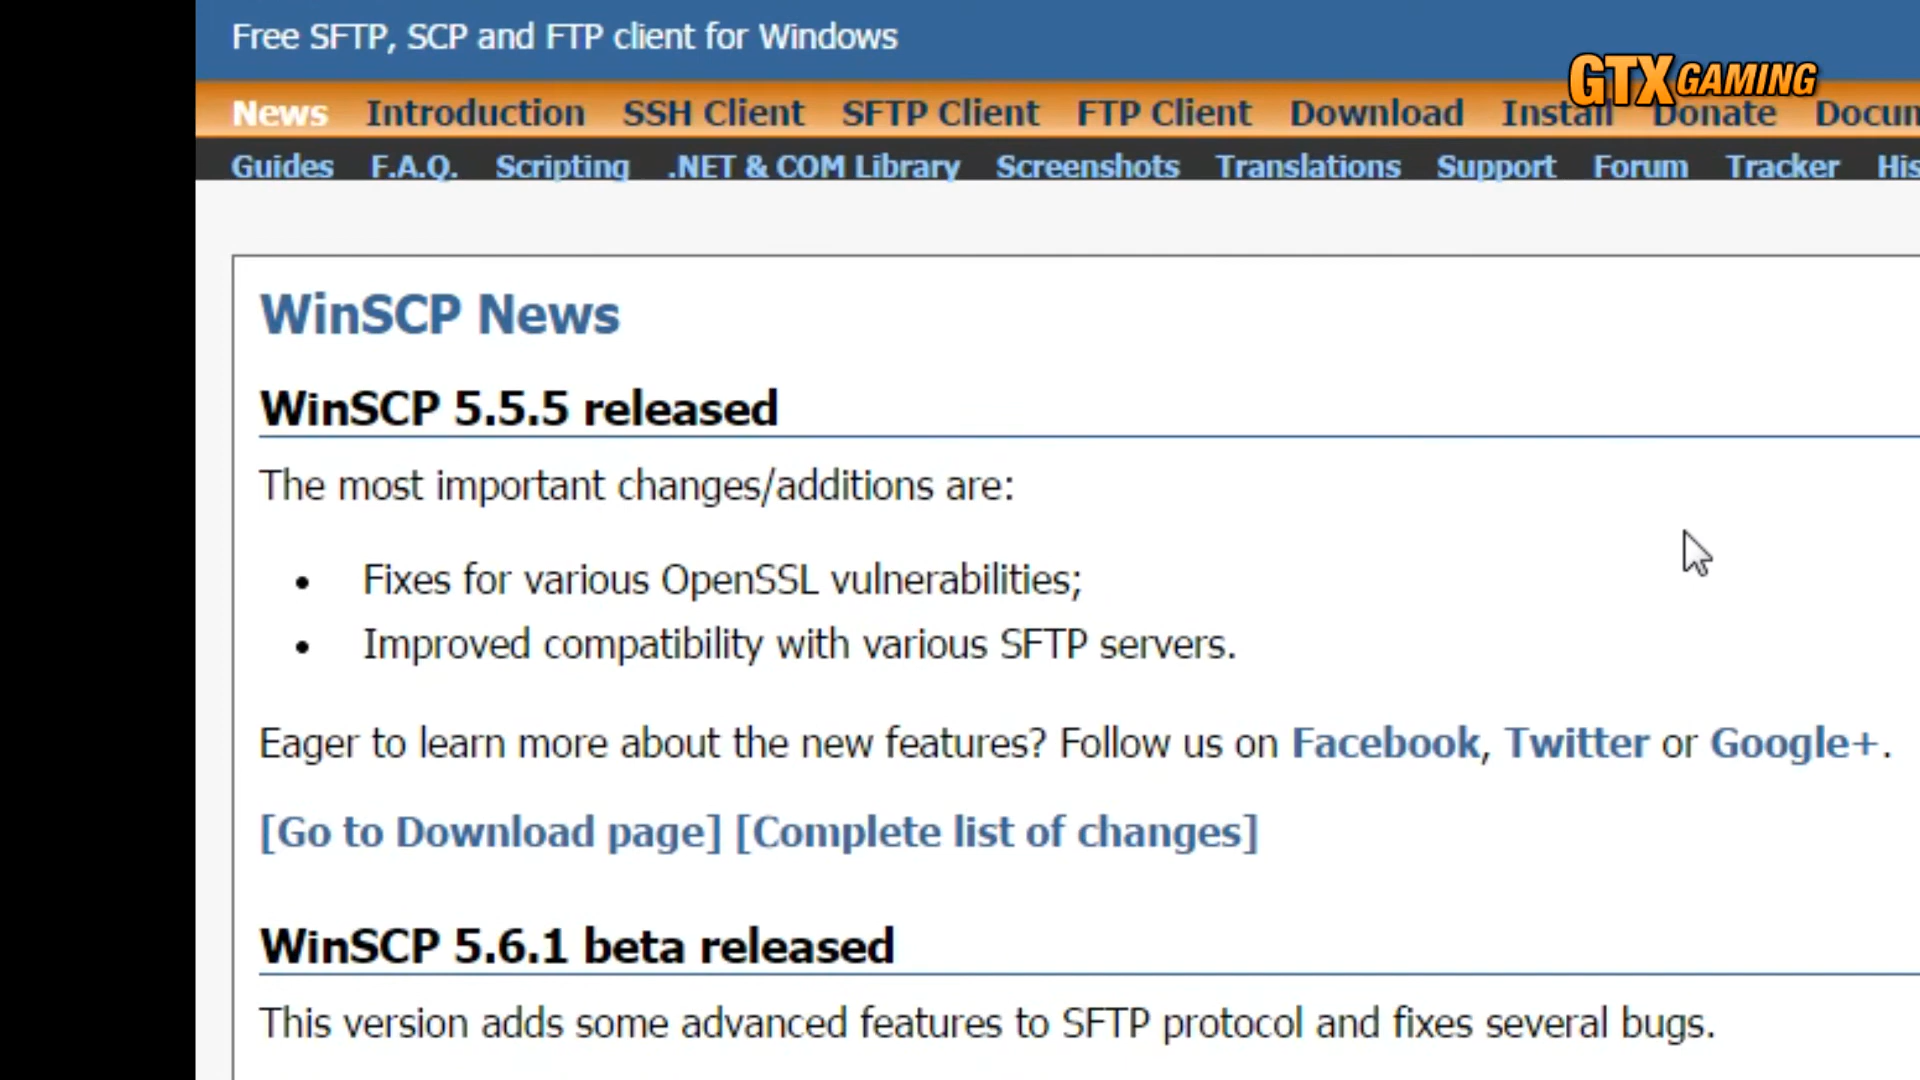 Free SFTP, SCP and FTP client for Windows
GTX GAMING
News Introduction SSH Client SFTP Client FTP Client Download Install Donate Docum
Guides F.A.Q. Scripting .NET & COM Library Screenshots Translations Support Forum Tracker His
WinSCP News
WinSCP 5.5.5 released
The most important changes/additions are:
• Fixes for various OpenSSL vulnerabilities;
• Improved compatibility with various SFTP servers.
Eager to learn more about the new features? Follow us on Facebook, Twitter or Google+.
[Go to Download page] [Complete list of changes]
WinSCP 5.6.1 beta released
This version adds some advanced features to SFTP protocol and fixes several bugs.